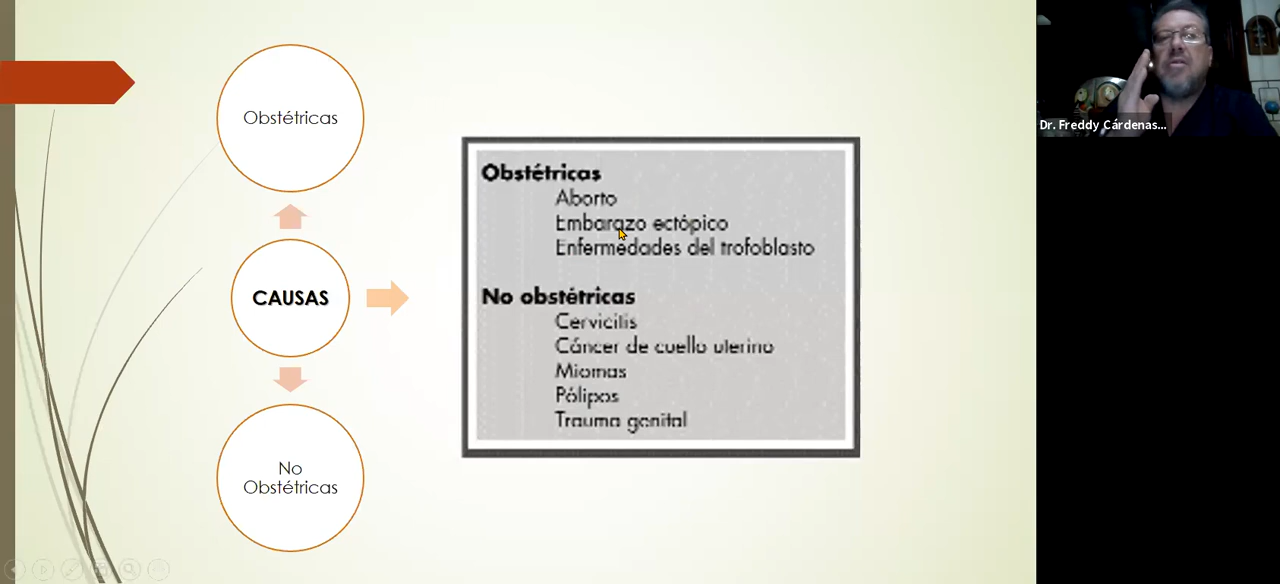 Obstétricas
CAUSAS
No
Obstétricas
Obstétricas
Aborto
Embarazo ectópico
Enfermedades del trofoblasto
No obstétricas
Cervicitis
Cáncer de cuello uterino
Miomas
Pólipos
Trauma genital
Dr. Freddy Cárdenas...